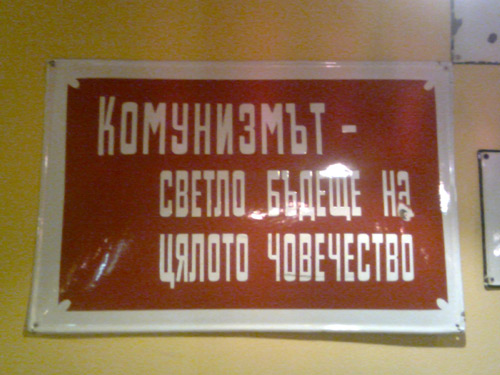 КОМУНИЗМЪТ -
СВЕТЛО БЪДЕЩЕ НА
ЦЯЛОТО ЧОВЕЧЕСТВО